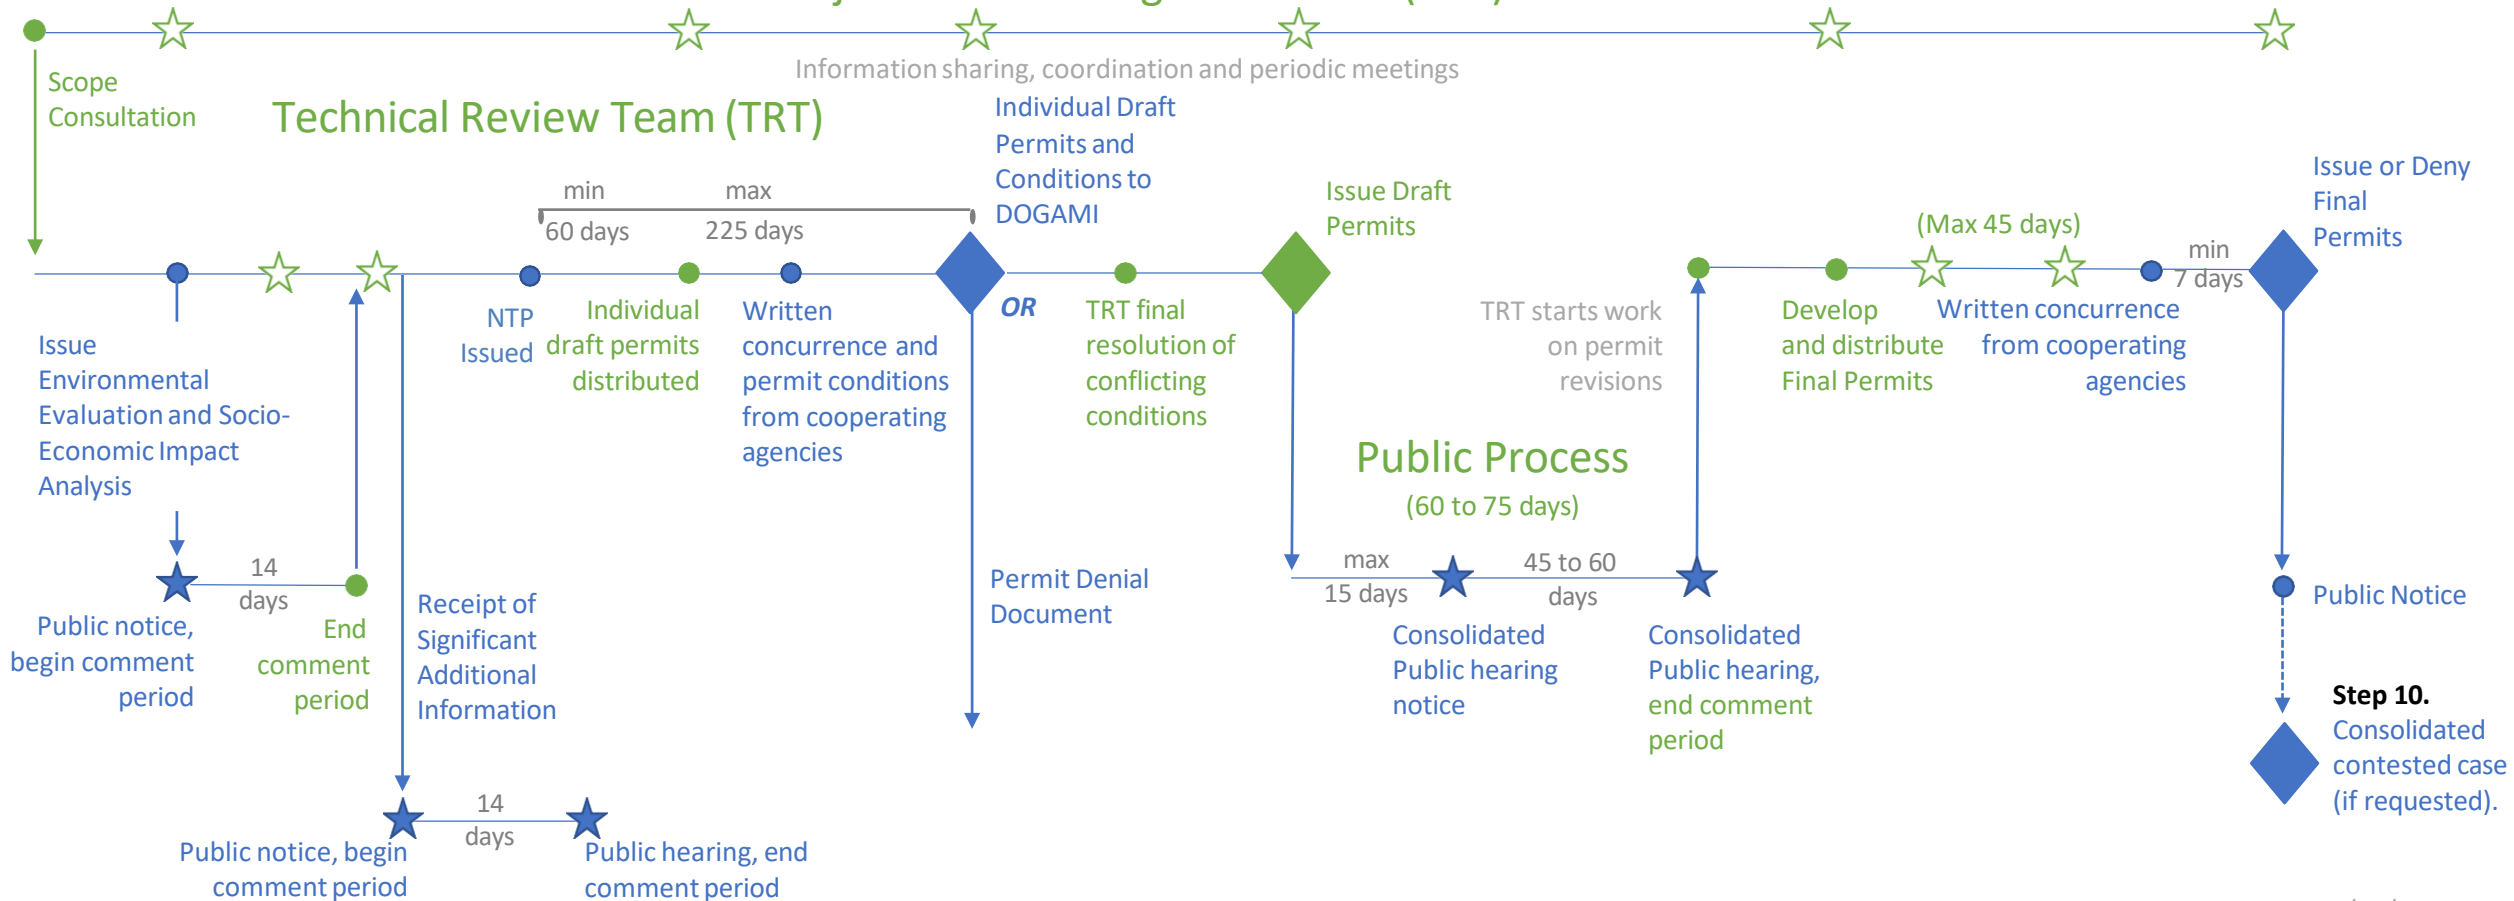 Information sharing, coordination and periodic meetings
Scope
Consultation
Technical Review Team (TRT)
Individual Draft
Permits and
Conditions to
DOGAMI
min
60 days
max
225 days
Issue Draft
Permits
Issue or Deny
Final
Permits
(Max 45 days)
min
7 days
Issue
Environmental
Evaluation and Socio-
Economic Impact
Analysis
NTP
Issued
Individual
draft permits
distributed
Written
concurrence and
permit conditions
from cooperating
agencies
OR
TRT final
resolution of
conflicting
conditions
TRT starts work
on permit
revisions
Develop
and distribute
Final Permits
Written concurrence
from cooperating
agencies
Public Process
(60 to 75 days)
14
days
Public notice,
begin comment
period
End
comment
period
Receipt of
Significant
Additional
Information
Permit Denial
Document
max
15 days
45 to 60
days
Consolidated
Public hearing
notice
Consolidated
Public hearing,
end comment
period
Public Notice
Step 10.
Consolidated
contested case
(if requested).
14
days
Public notice, begin
comment period
Public hearing, end
comment period